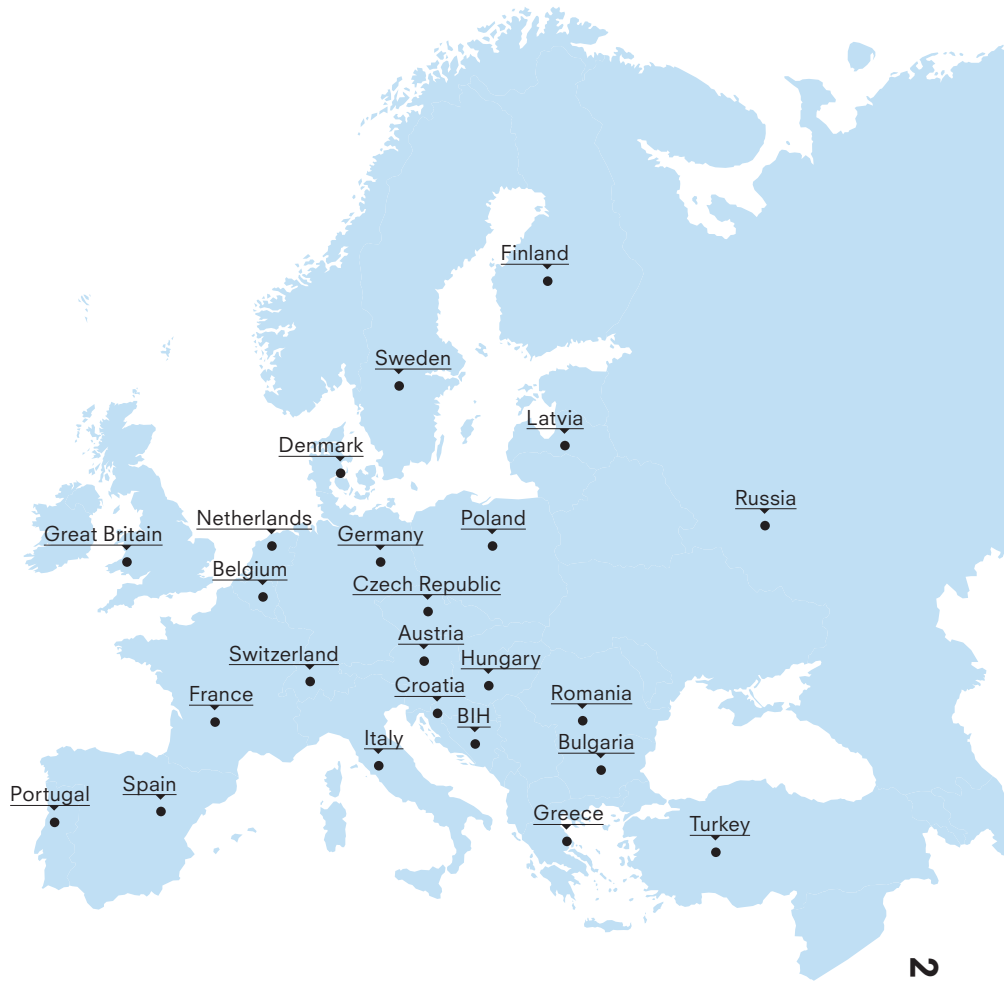 Finland
Sweden
Latvia
Denmark
Russia
Netherlands
Poland
Great Britain
Germany
Belgium
Czech Republic
Austria
Switzerland
Hungary
Croatia
France
Romania
BIH
Italy
Bulgaria
Spain
Portugal
Greece
Turkey
2